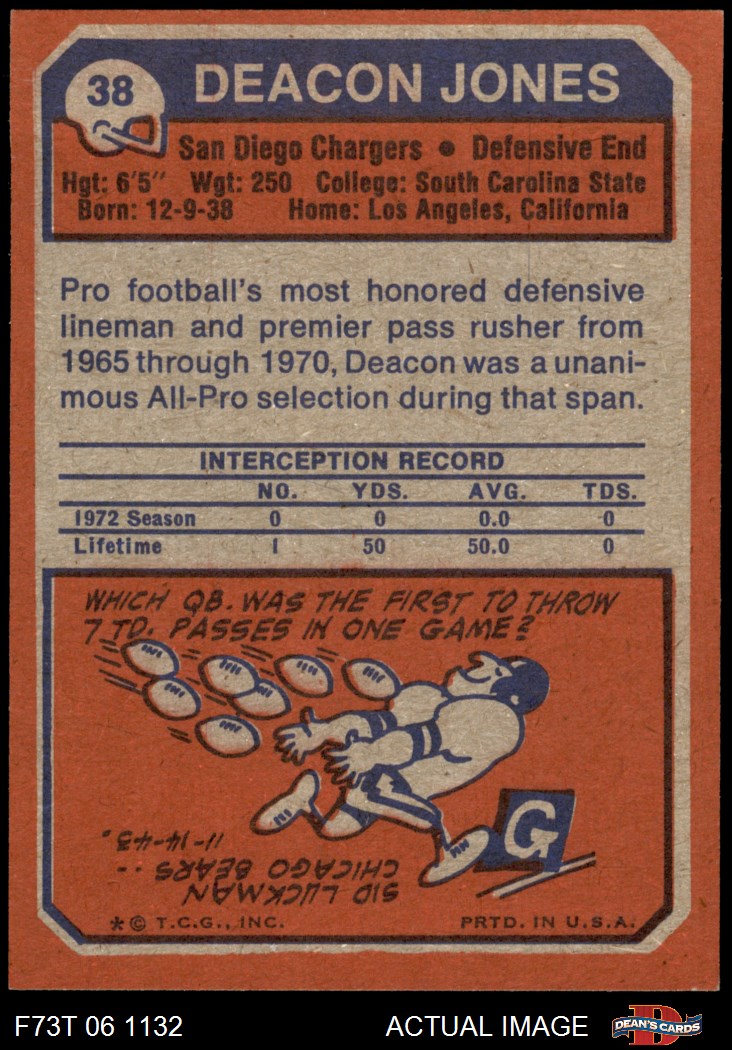 38
DEACON JONES
San Diego Chargers • Defensive End
Hgt: 6'5" Wgt: 250 College: South Carolina State
Born: 12-9-38 Home: Los Angeles, California
Pro football's most honored defensive
lineman and premier pass rusher from
1965 through 1970, Deacon was a unani-
mous All-Pro selection during that span.
INTERCEPTION RECORD
NO. YDS. AVG. TDS.
1972 Season 0 0 0.0 0
Lifetime 1 50 50.0 0
WHICH QB. WAS THE FIRST TO THROW
7 TD. PASSES IN ONE GAME?
G
SID LUCKMAN
CHICAGO BEARS --
11-14-43.
* © T.C.G., INC. PRTD. IN U.S.A.
F73T 06 1132 ACTUAL IMAGE
D
DEAN'S CARDS